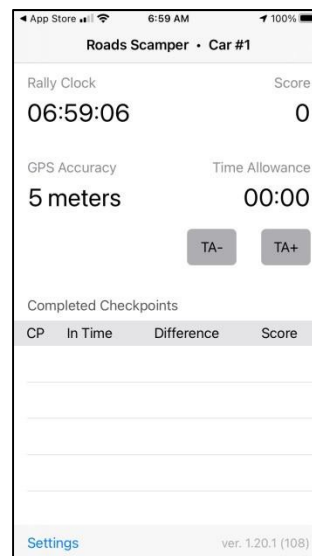 App Store 6:59 AM 100%
Roads Scamper • Car #1
Rally Clock Score
06:59:06 0
GPS Accuracy Time Allowance
5 meters 00:00
TA- TA+
Completed Checkpoints
CP In Time Difference Score
Settings ver. 1.20.1 (108)